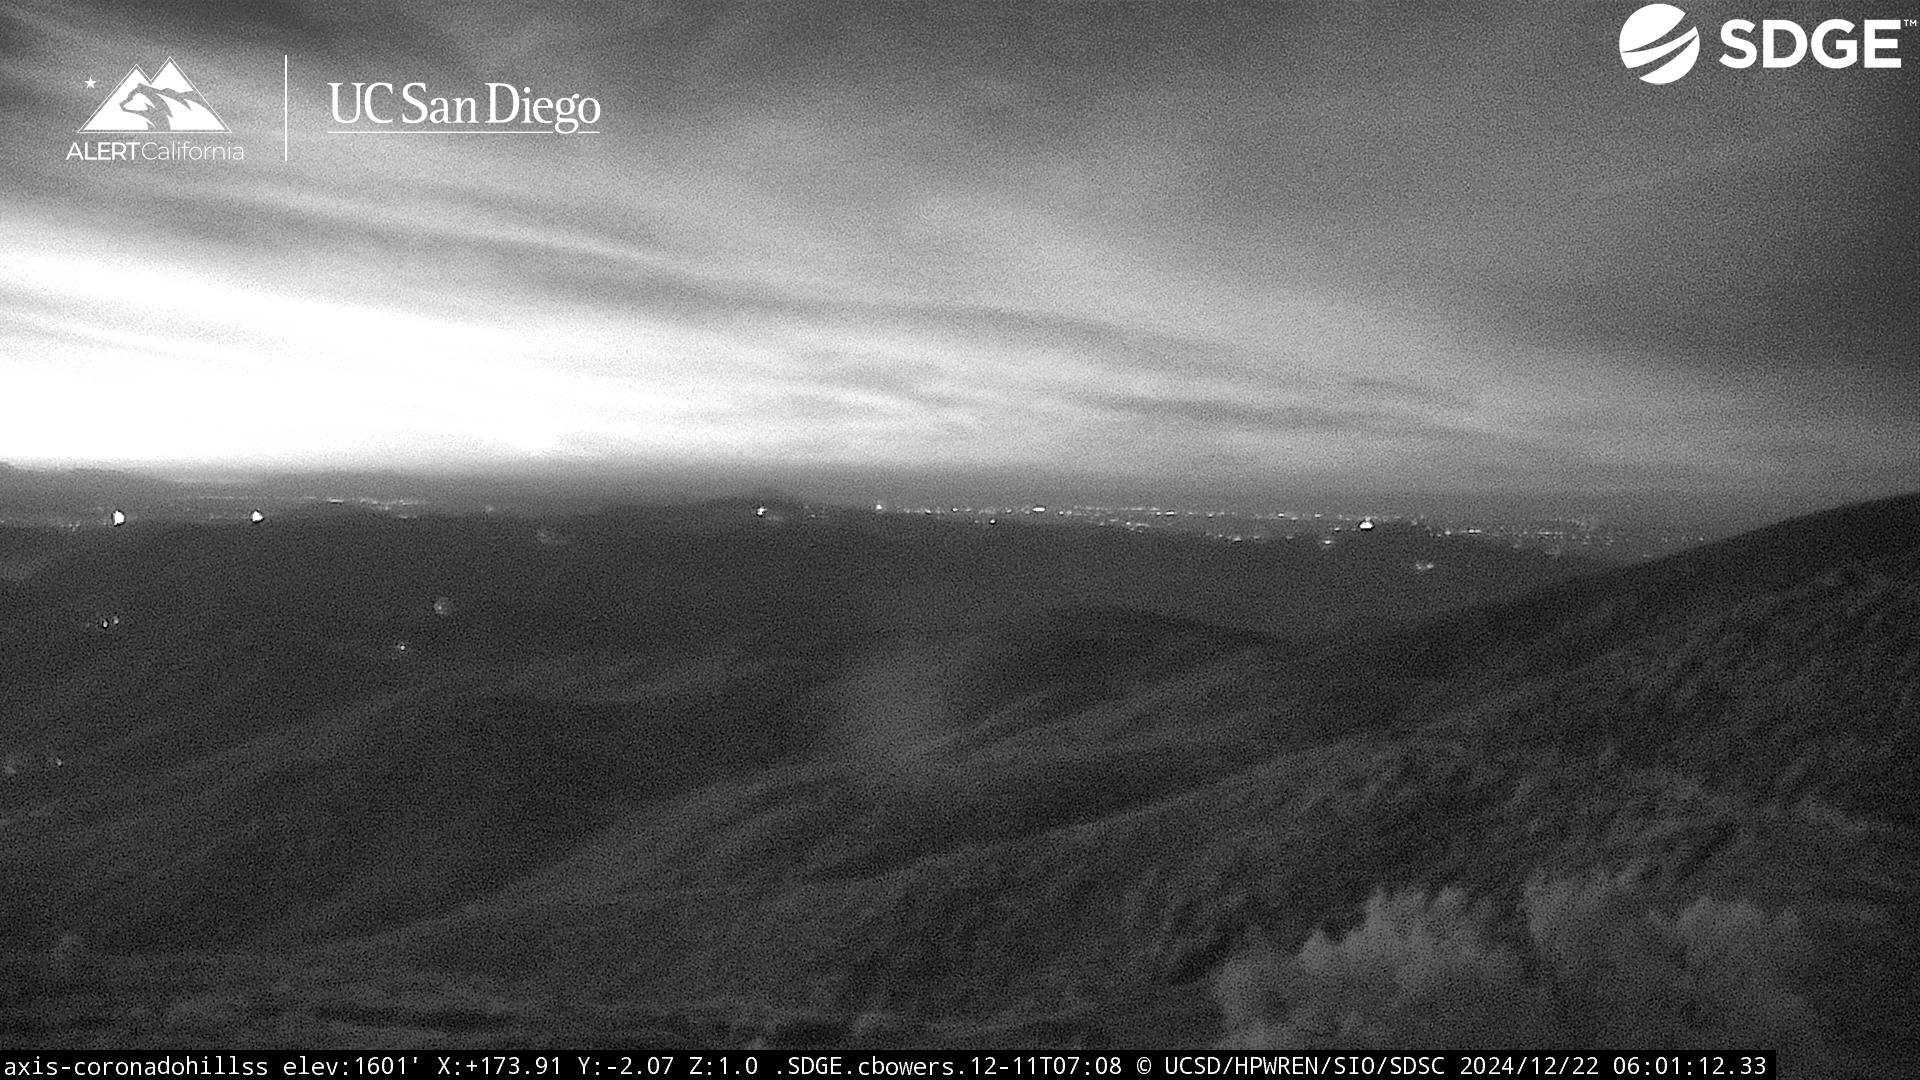 ALERTCalifornia
UC San Diego
SDGE™
axis-coronadohillss elev:1601' X:+173.91 Y:-2.07 Z:1.0 .SDGE.cbowers.12-11T07:08 © UCSD/HPWREN/SIO/SDSC 2024/12/22 06:01:12.33